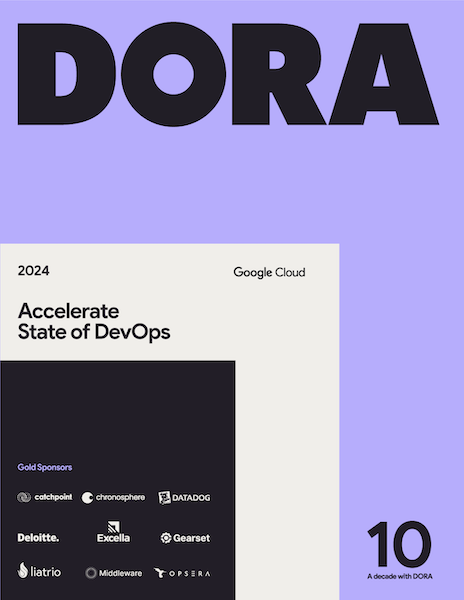 DORA
2024
Google Cloud
Accelerate
State of DevOps
Gold Sponsors
catchpoint
chronosphere
DATADOG
Deloitte.
Excella
Gearset
liatrio
Middleware
OPSERA
10
A decade with DORA